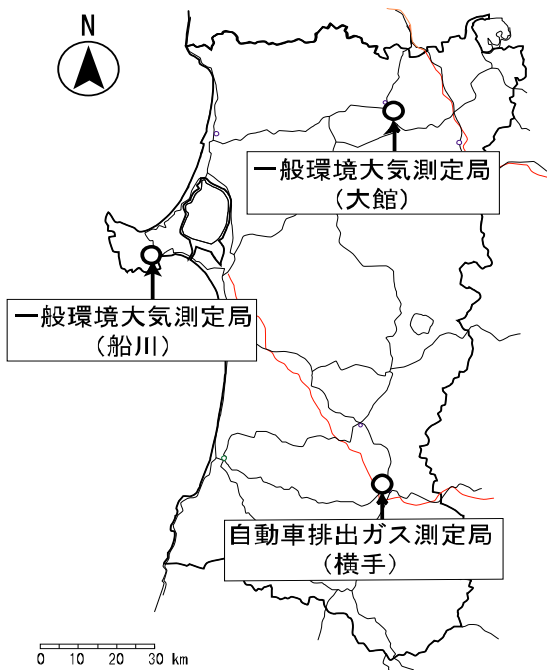 N
一般環境大気測定局
(大館)
一般環境大気測定局
(船川)
自動車排出ガス測定局
(横手)
0 10 20 30 km